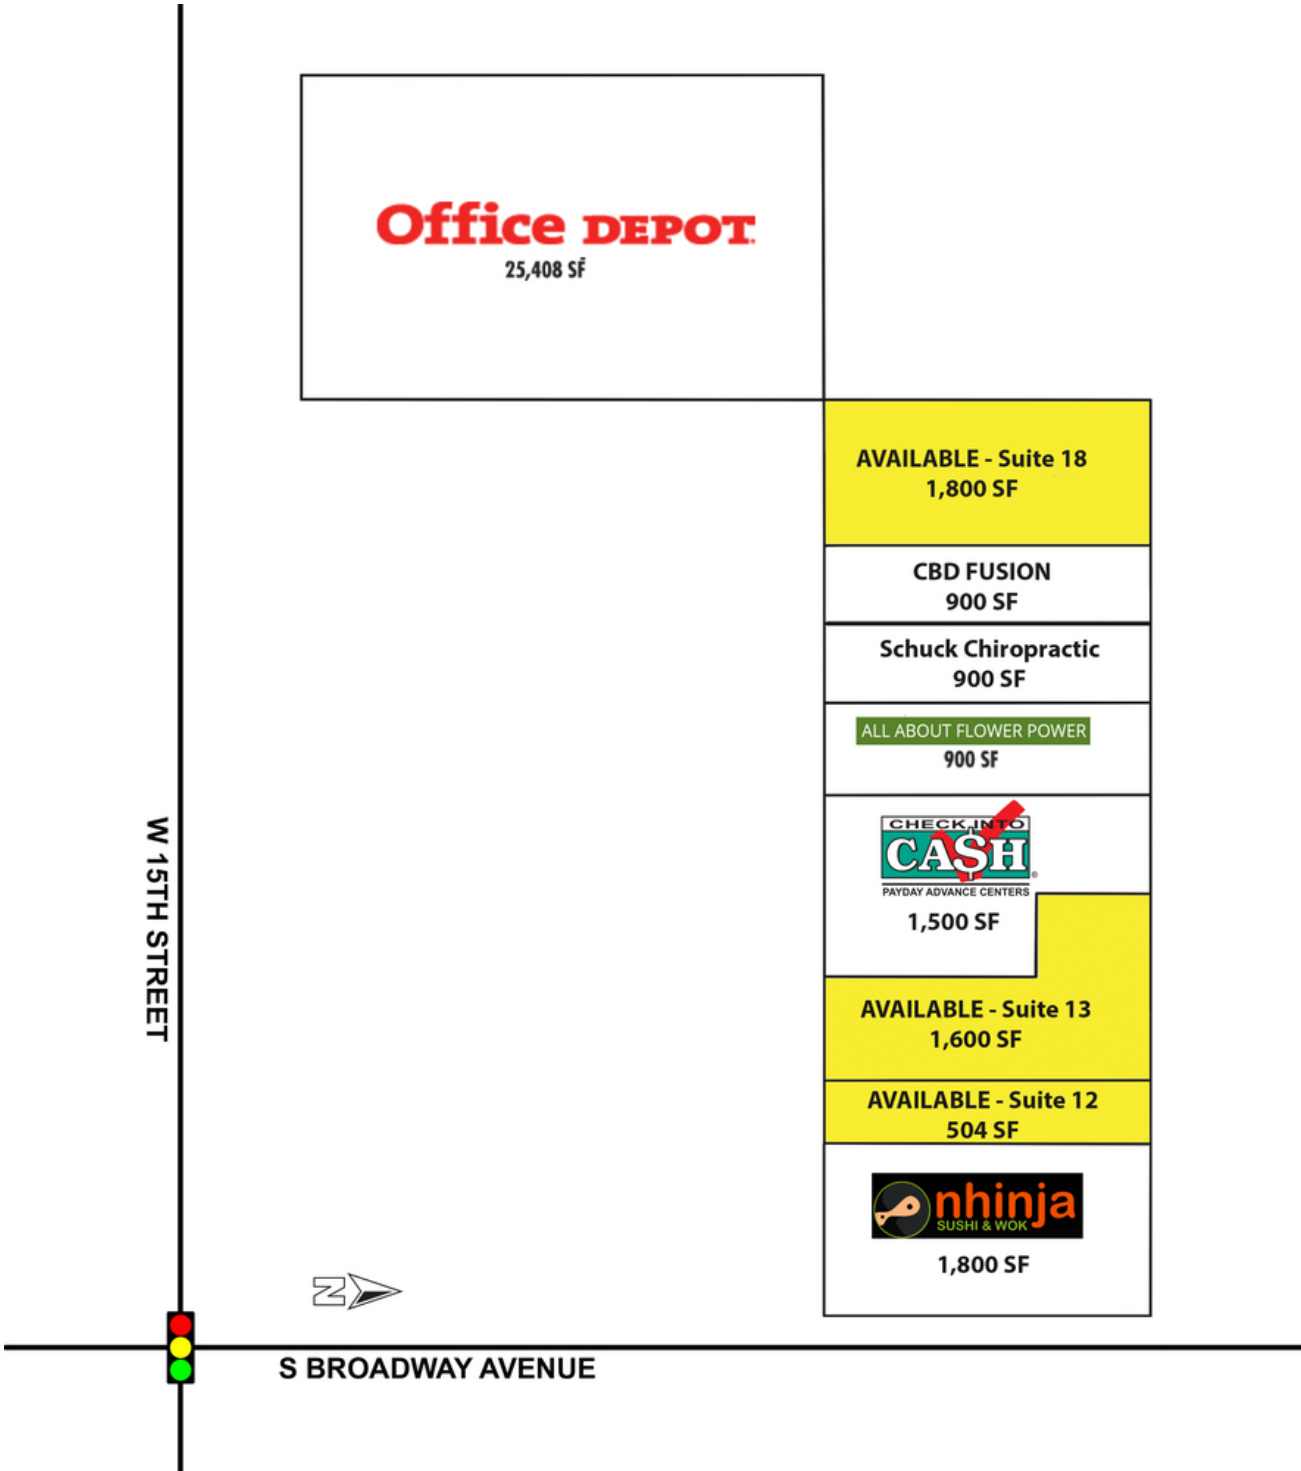 Office DEPOT
25,408 SF
AVAILABLE - Suite 18
1,800 SF
CBD FUSION
900 SF
Schuck Chiropractic
900 SF
ALL ABOUT FLOWER POWER
900 SF
CHECK INTO
CA$H
PAYDAY ADVANCE CENTERS
1,500 SF
AVAILABLE - Suite 13
1,600 SF
AVAILABLE - Suite 12
504 SF
nhinja
SUSHI & WOK
1,800 SF
W 15TH STREET
N
S BROADWAY AVENUE